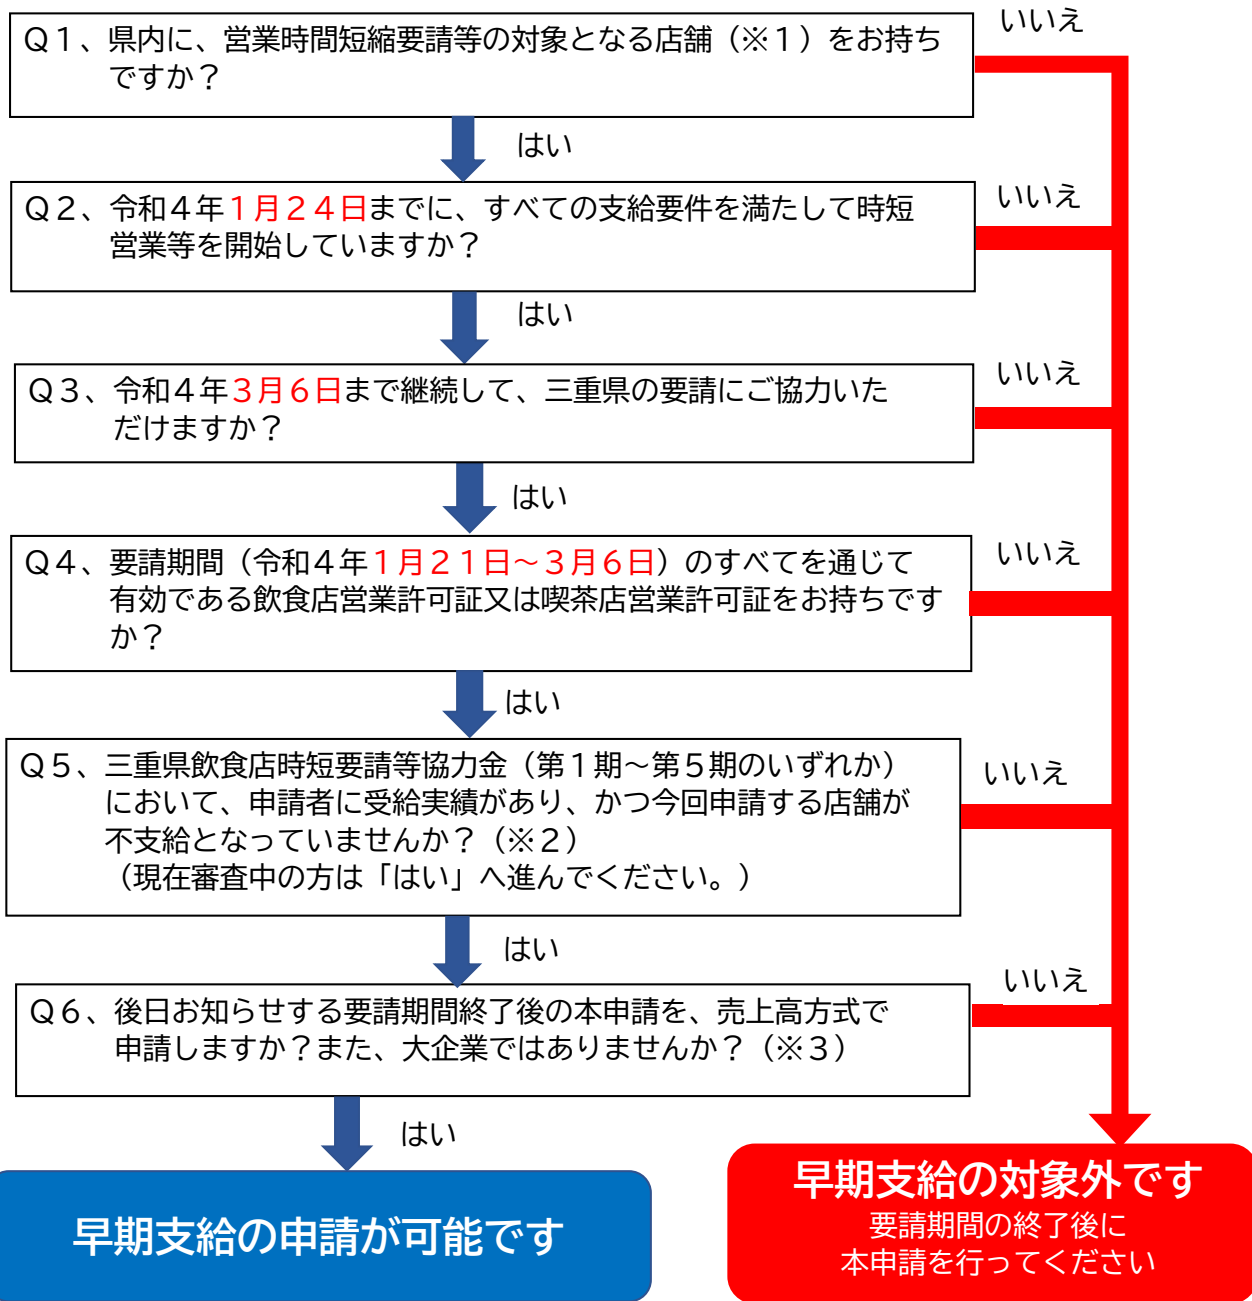 Ｑ１、県内に、営業時間短縮要請等の対象となる店舗（※１）をお持ち
ですか？
いいえ
はい
Ｑ２、令和４年１月２４日までに、すべての支給要件を満たして時短
営業等を開始していますか？
いいえ
はい
Ｑ３、令和４年３月６日まで継続して、三重県の要請にご協力いた
だけますか？
いいえ
はい
Ｑ４、要請期間（令和４年１月２１日～３月６日）のすべてを通じて
有効である飲食店営業許可証又は喫茶店営業許可証をお持ちです
か？
いいえ
はい
Ｑ５、三重県飲食店時短要請等協力金（第１期～第５期のいずれか）
において、申請者に受給実績があり、かつ今回申請する店舗が
不支給となっていませんか？（※２）
（現在審査中の方は「はい」へ進んでください。）
いいえ
はい
Ｑ６、後日お知らせする要請期間終了後の本申請を、売上高方式で
申請しますか？また、大企業ではありませんか？（※３）
いいえ
はい
早期支給の申請が可能です
早期支給の対象外です
要請期間の終了後に
本申請を行ってください